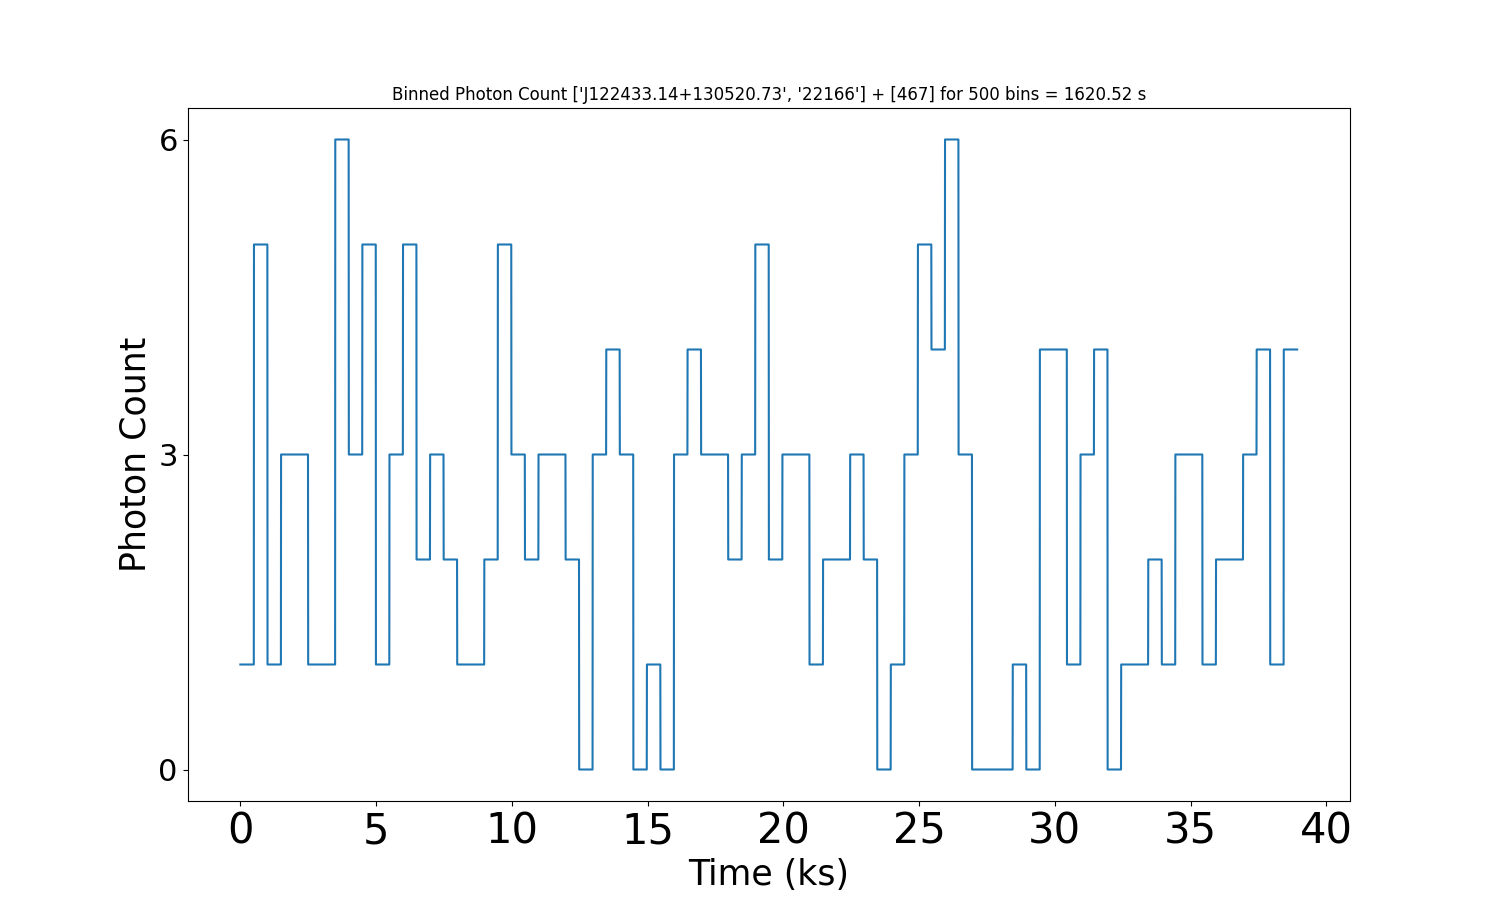 Binned Photon Count ['J122433.14+130520.73', '22166'] + [467] for 500 bins = 1620.52 s
6
3
0
Photon Count
0 5 10 15 20 25 30 35 40
Time (ks)